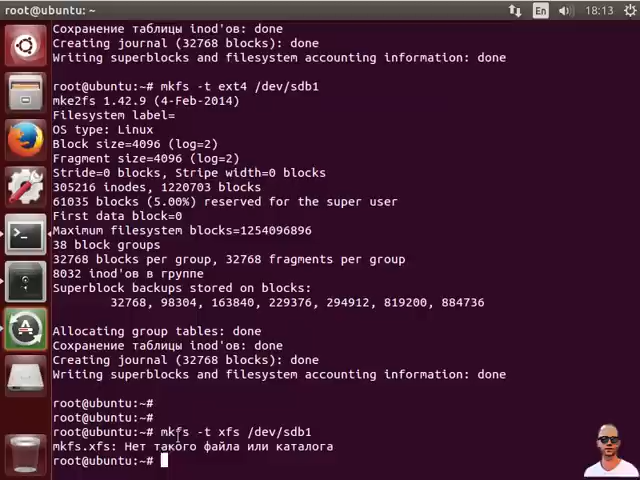 root@ubuntu: ~
En
18:13
Сохранение таблицы inod'ов: done
Creating journal (32768 blocks): done
Writing superblocks and filesystem accounting information: done
root@ubuntu:~# mkfs -t ext4 /dev/sdb1
mke2fs 1.42.9 (4-Feb-2014)
Filesystem label=
OS type: Linux
Block size=4096 (log=2)
Fragment size=4096 (log=2)
Stride=0 blocks, Stripe width=0 blocks
305216 inodes, 1220703 blocks
61035 blocks (5.00%) reserved for the super user
First data block=0
Maximum filesystem blocks=1254096896
38 block groups
32768 blocks per group, 32768 fragments per group
8032 inod'ов в группе
Superblock backups stored on blocks:
32768, 98304, 163840, 229376, 294912, 819200, 884736
Allocating group tables: done
Сохранение таблицы inod'ов: done
Creating journal (32768 blocks): done
Writing superblocks and filesystem accounting information: done
root@ubuntu:~#
root@ubuntu:~#
root@ubuntu:~# mkfs -t xfs /dev/sdb1
mkfs.xfs: Нет такого файла или каталога
root@ubuntu:~#